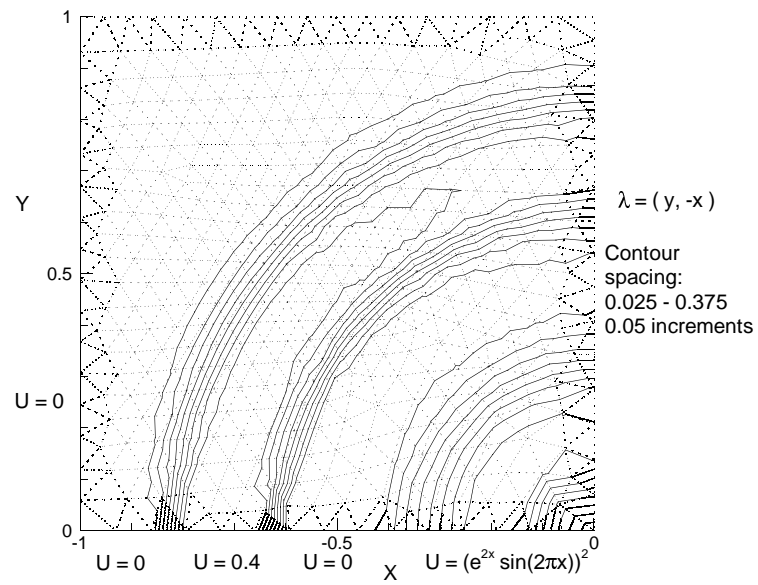 1
Y
λ = ( y, -x )
0.5
Contour
spacing:
0.025 - 0.375
0.05 increments
U = 0
0
-1
-0.5
0
U = 0
U = 0.4
U = 0
X
U = (e^{2x} sin(2πx))^2